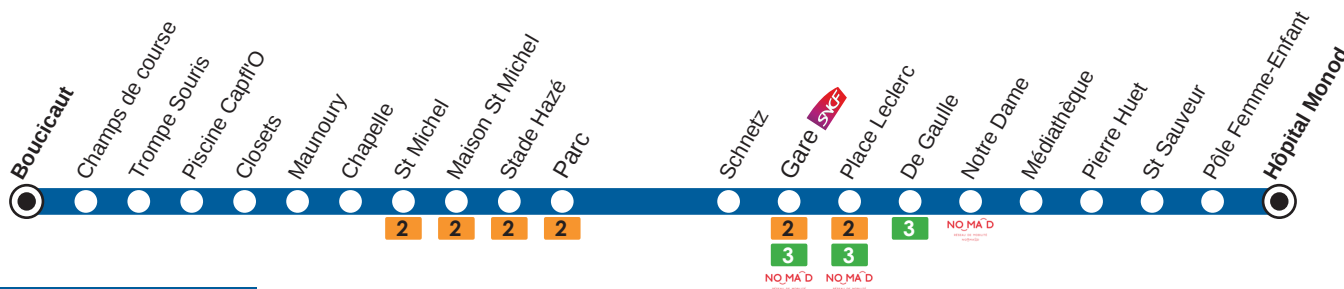 Boucicaut
Champs de course
Trompe Souris
Piscine Capfl'O
Closets
Maunoury
Chapelle
St Michel
Maison St Michel
Stade Hazé
Parc
Schnetz
Gare SNCF
Place Leclerc
De Gaulle
Notre Dame
Médiathèque
Pierre Huet
St Sauveur
Pôle Femme-Enfant
Hôpital Monod
2 2 2 2 2 2 3 NOMAD
3 3
NOMAD NOMAD